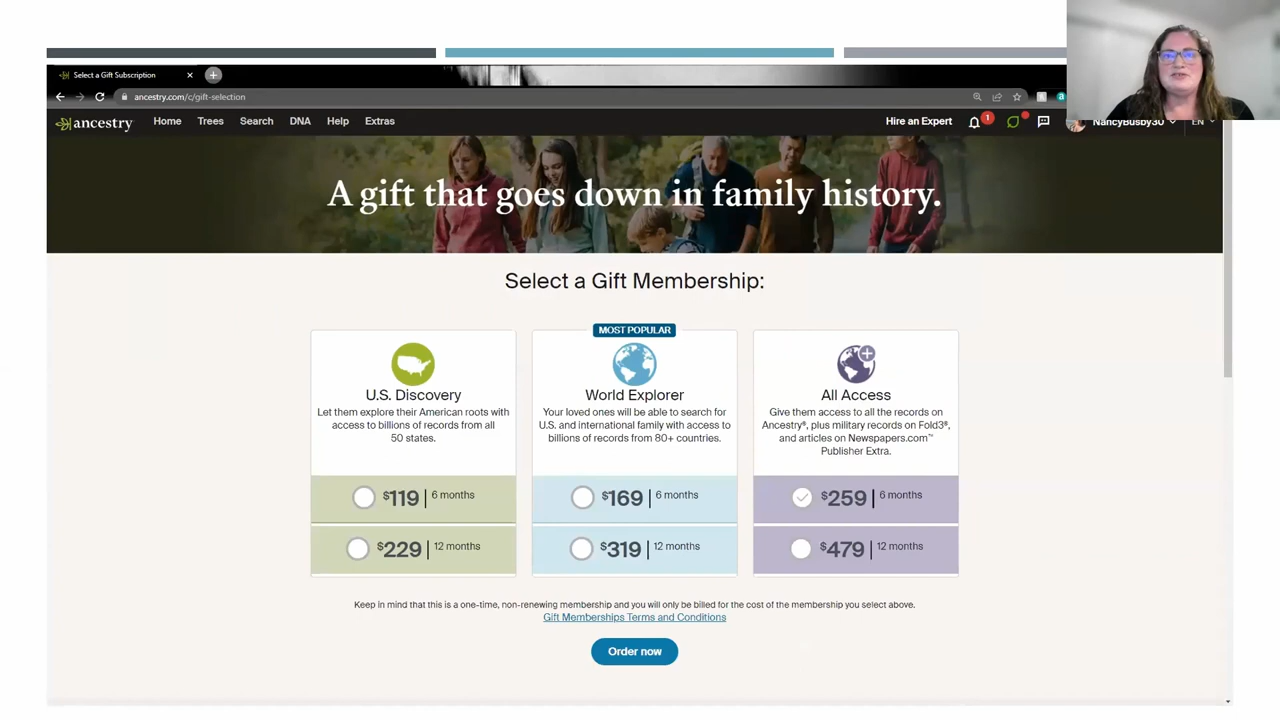 Select a Gift Subscription
ancestry.com/c/gift-selection
ancestry Home Trees Search DNA Help Extras Hire an Expert 1 NancyBusby30 EN
A gift that goes down in family history.
Select a Gift Membership:
U.S. Discovery
Let them explore their American roots with
access to billions of records from all
50 states.
$119 | 6 months
$229 | 12 months
MOST POPULAR
World Explorer
Your loved ones will be able to search for
U.S. and international family with access to
billions of records from 80+ countries.
$169 | 6 months
$319 | 12 months
All Access
Give them access to all the records on
Ancestry®, plus military records on Fold3®,
and articles on Newspapers.com™
Publisher Extra.
$259 | 6 months
$479 | 12 months
Keep in mind that this is a one-time, non-renewing membership and you will only be billed for the cost of the membership you select above.
Gift Memberships Terms and Conditions
Order now